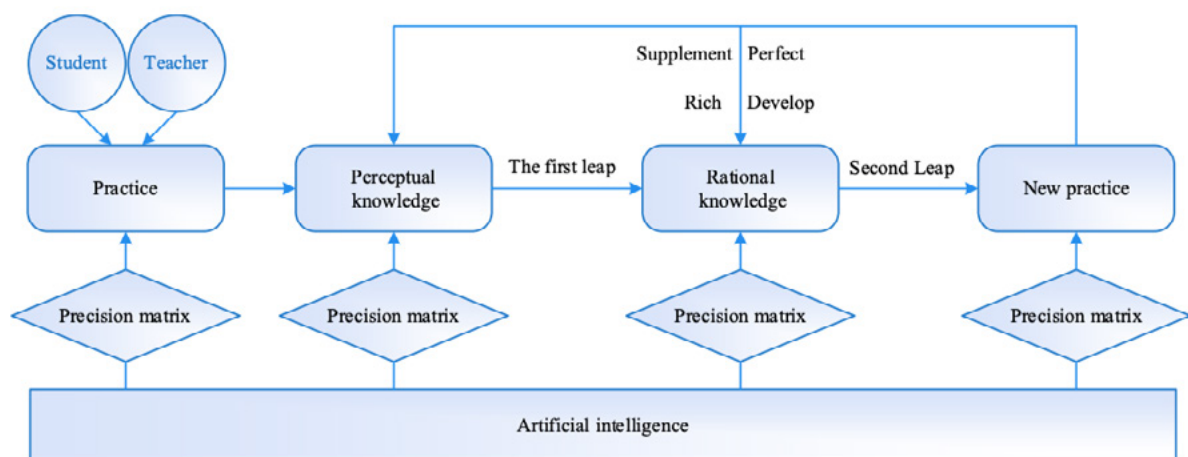 Student
Teacher
Supplement
Perfect
Rich
Develop
Practice
Perceptual
knowledge
The first leap
Rational
knowledge
Second Leap
New practice
Precision matrix
Precision matrix
Precision matrix
Precision matrix
Artificial intelligence